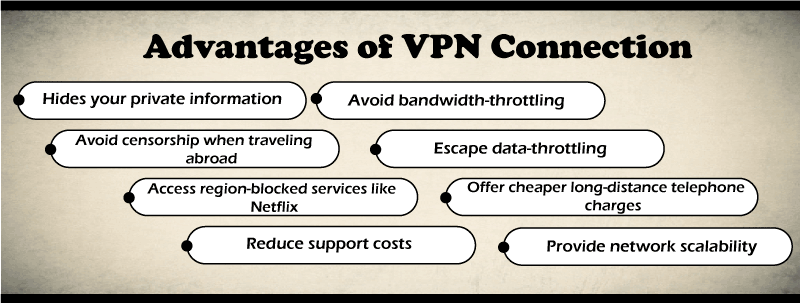 Advantages of VPN Connection
Hides your private information
Avoid bandwidth-throttling
Avoid censorship when traveling
abroad
Escape data-throttling
Access region-blocked services like
Netflix
Offer cheaper long-distance telephone
charges
Reduce support costs
Provide network scalability